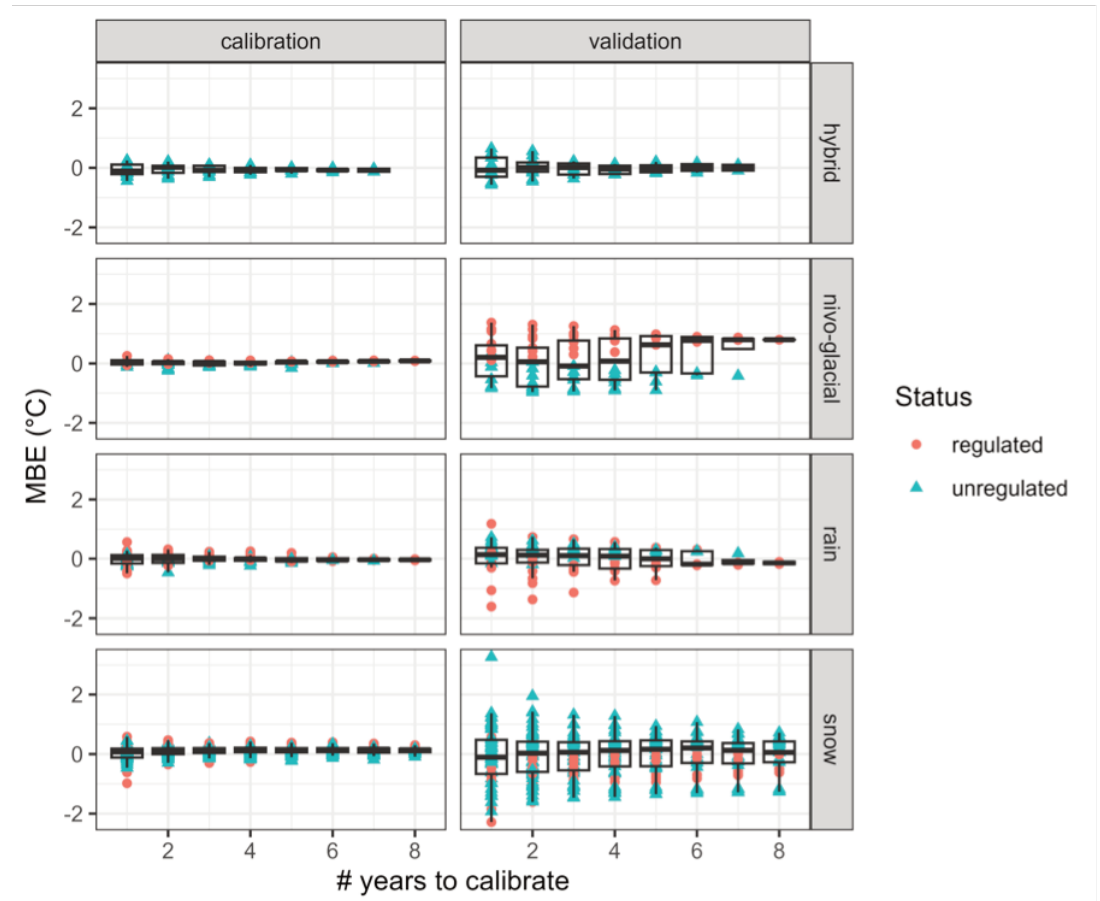 calibration validation
2
0
-2
hybrid
2
0
-2
nivo-glacial
2
0
-2
rain
2
0
-2
snow
MBE (°C)
2 4 6 8 2 4 6 8
# years to calibrate
Status
regulated
unregulated